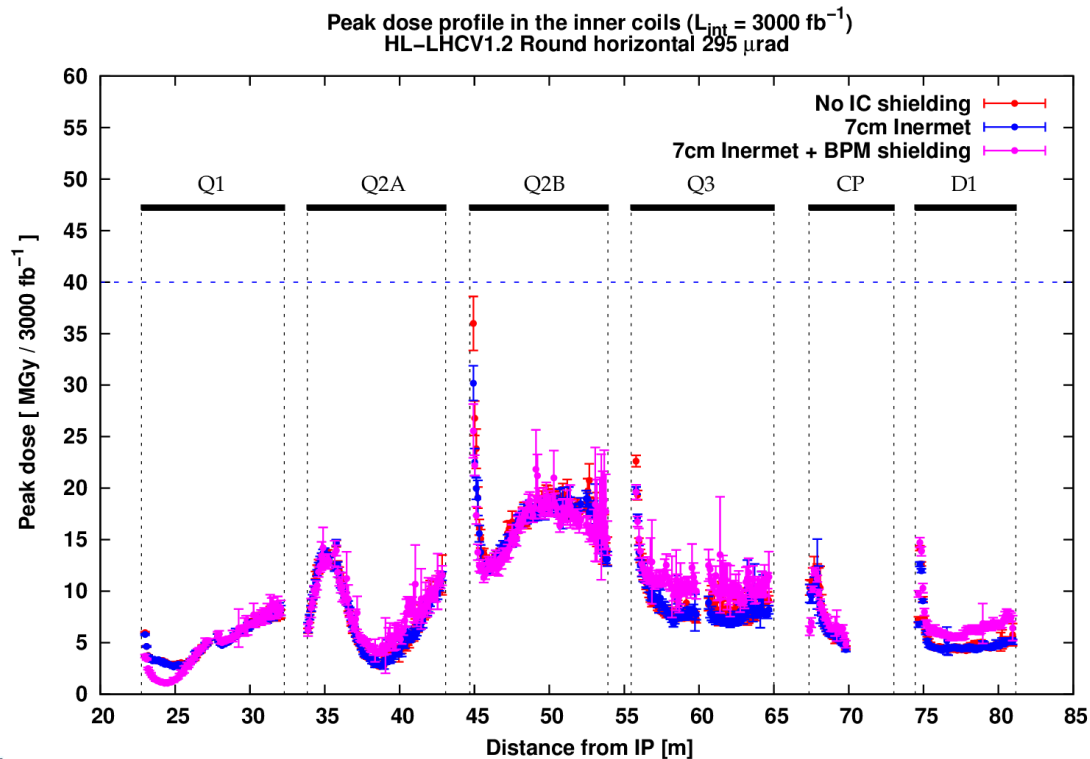 Peak dose profile in the inner coils (Lint = 3000 fb−1)
HL−LHCV1.2 Round horizontal 295 μrad
60
55
50
45
40
35
30
25
20
15
10
5
0
Peak dose [ MGy / 3000 fb−1 ]
No IC shielding
7cm Inermet
7cm Inermet + BPM shielding
Q1 Q2A Q2B Q3 CP D1
20 25 30 35 40 45 50 55 60 65 70 75 80 85
Distance from IP [m]